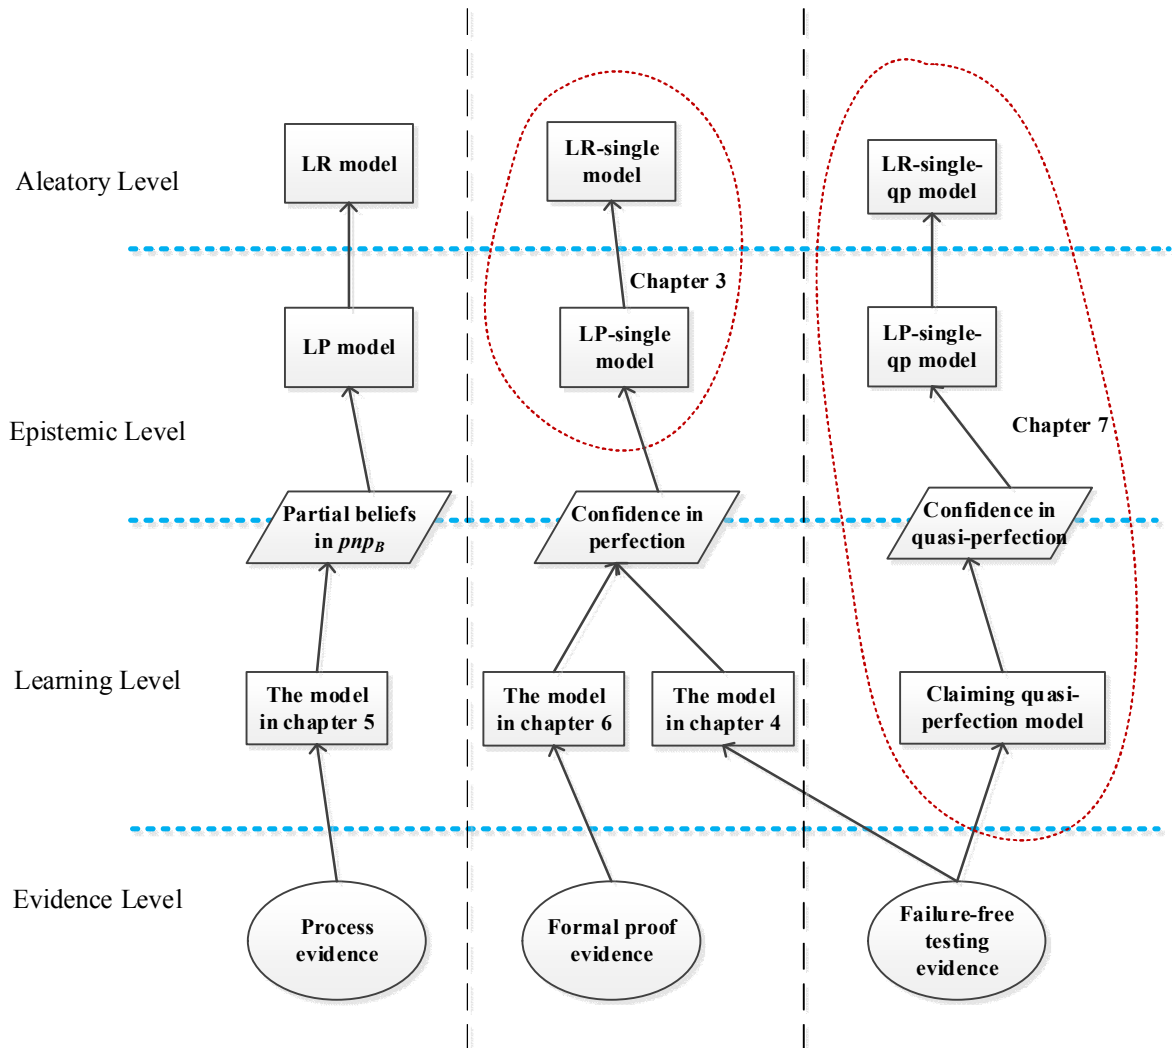 Aleatory Level
LR model
LR-single
model
LR-single-
qp model
Chapter 3
LP model
LP-single
model
LP-single-
qp model
Epistemic Level
Chapter 7
Partial beliefs
in pnp_B
Confidence in
perfection
Confidence in
quasi-perfection
Learning Level
The model
in chapter 5
The model
in chapter 6
The model
in chapter 4
Claiming quasi-
perfection model
Evidence Level
Process
evidence
Formal proof
evidence
Failure-free
testing
evidence